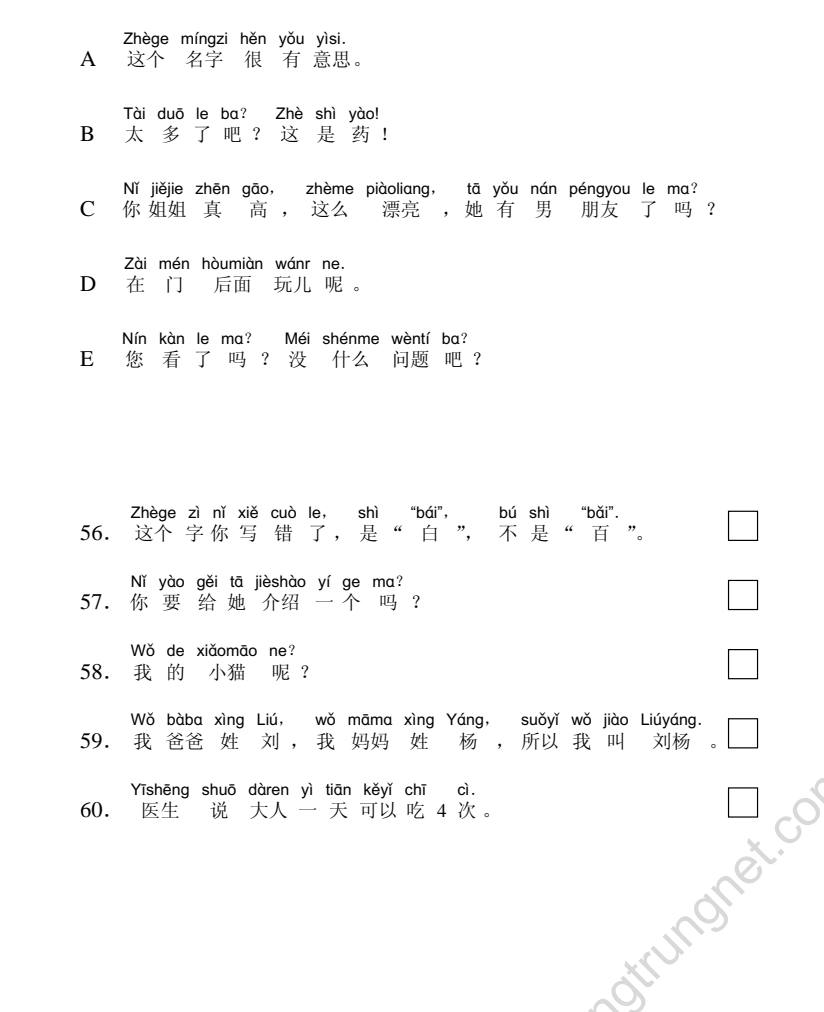 Zhège míngzi hěn yǒu yìsi.
A 这个 名字 很 有 意思。
Tài duō le ba? Zhè shì yào!
B 太 多 了 吧 ? 这 是 药 !
Nǐ jiějie zhēn gāo, zhème piàoliang, tā yǒu nán péngyou le ma?
C 你 姐姐 真 高 , 这么 漂亮 , 她 有 男 朋友 了 吗 ?
Zài mén hòumiàn wánr ne.
D 在 门 后面 玩儿 呢 。
Nín kàn le ma? Méi shénme wèntí ba?
E 您 看 了 吗 ? 没 什么 问题 吧 ?
Zhège zì nǐ xiě cuò le, shì “bái”, bú shì “bǎi”.
56. 这个 字 你 写 错 了 , 是 “ 白 ”, 不 是 “ 百 ”。
Nǐ yào gěi tā jièshào yí ge ma?
57. 你 要 给 她 介绍 一 个 吗 ?
Wǒ de xiǎomāo ne?
58. 我 的 小猫 呢 ?
Wǒ bàba xìng Liú, wǒ māma xìng Yáng, suǒyǐ wǒ jiào Liúyáng.
59. 我 爸爸 姓 刘 , 我 妈妈 姓 杨 , 所以 我 叫 刘杨 。
Yīshēng shuō dàren yì tiān kěyǐ chī cì.
60. 医生 说 大人 一 天 可以 吃 4 次 。
ngtrungnet.co